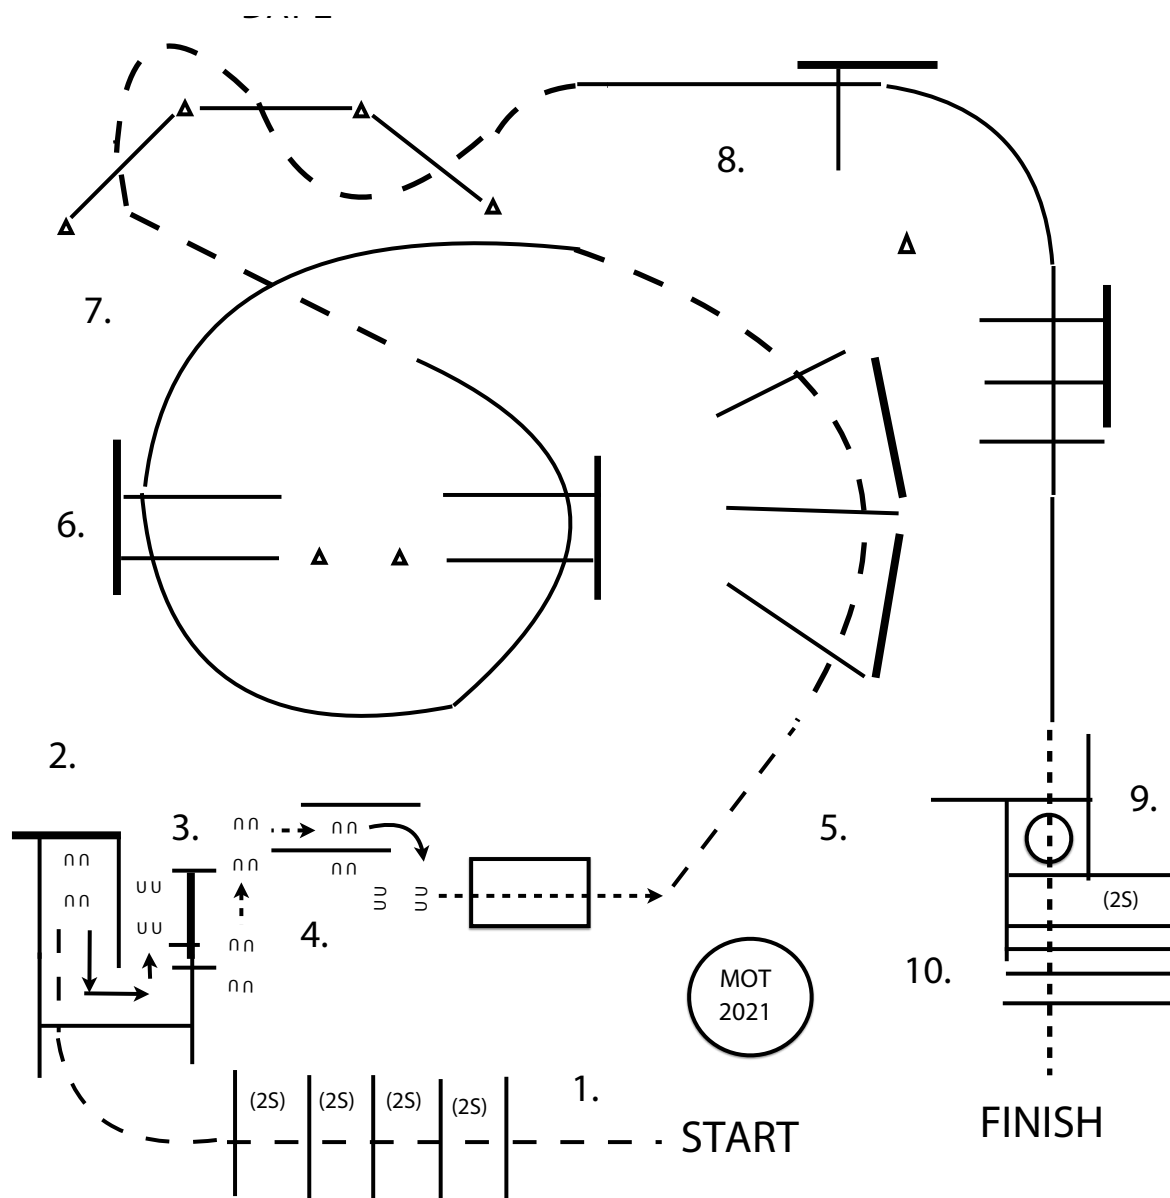 8.
7.
6.
2.
3.
5.
9.
(2S)
4.
10.
MOT
2021
1.
(2S)
(2S)
(2S)
(2S)
START
FINISH